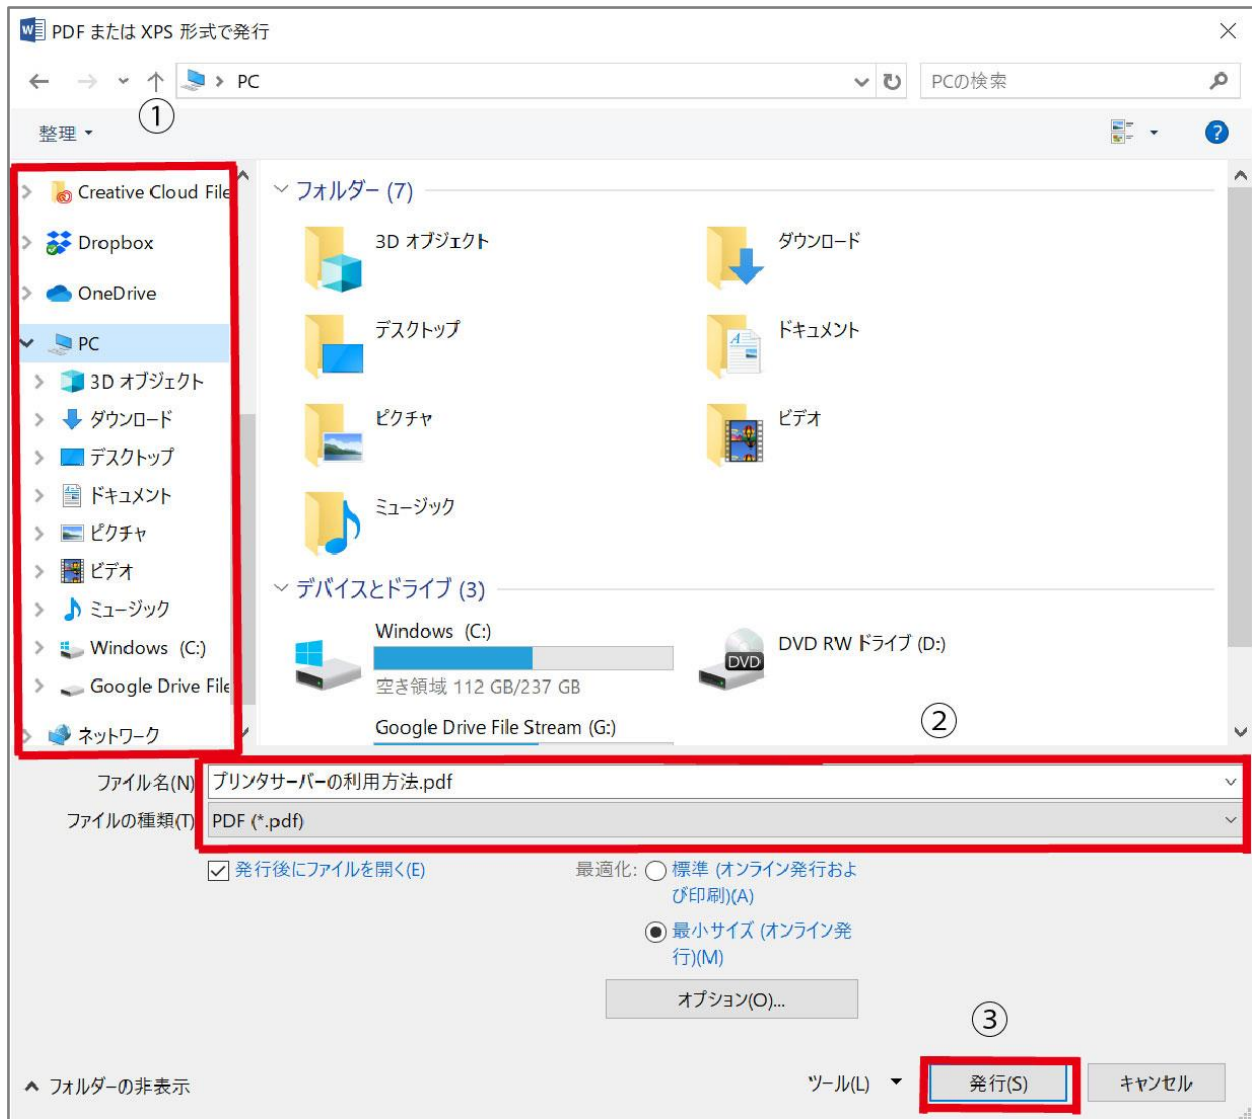 PDF または XPS 形式で発行
PC
PCの検索
①
整理
Creative Cloud File
Dropbox
OneDrive
PC
3D オブジェクト
ダウンロード
デスクトップ
ドキュメント
ピクチャ
ビデオ
ミュージック
Windows (C:)
Google Drive File
ネットワーク
フォルダー (7)
3D オブジェクト
ダウンロード
デスクトップ
ドキュメント
ピクチャ
ビデオ
ミュージック
デバイスとドライブ (3)
Windows (C:)
空き領域 112 GB/237 GB
DVD RW ドライブ (D:)
DVD
Google Drive File Stream (G:)
②
ファイル名(N)
プリンタサーバーの利用方法.pdf
ファイルの種類(T)
PDF (*.pdf)
発行後にファイルを開く(E)
最適化:
標準 (オンライン発行およ
び印刷)(A)
最小サイズ (オンライン発
行)(M)
オプション(O)...
③
フォルダーの非表示
ツール(L)
発行(S)
キャンセル